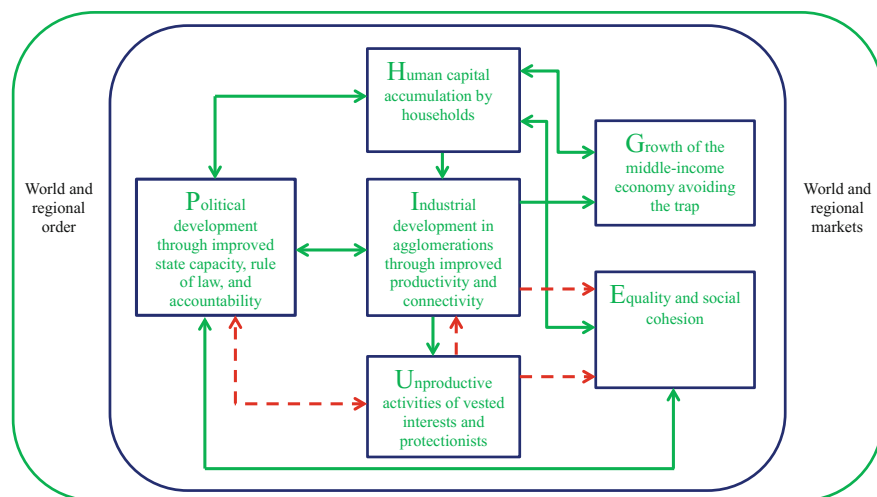 Human capital
accumulation by
households
Growth of the
middle-income
economy avoiding
the trap
World and
regional
order
World and
regional
markets
Political
development
through improved
state capacity, rule
of law, and
accountability
Industrial
development in
agglomerations
through improved
productivity and
connectivity
Equality and social
cohesion
Unproductive
activities of vested
interests and
protectionists